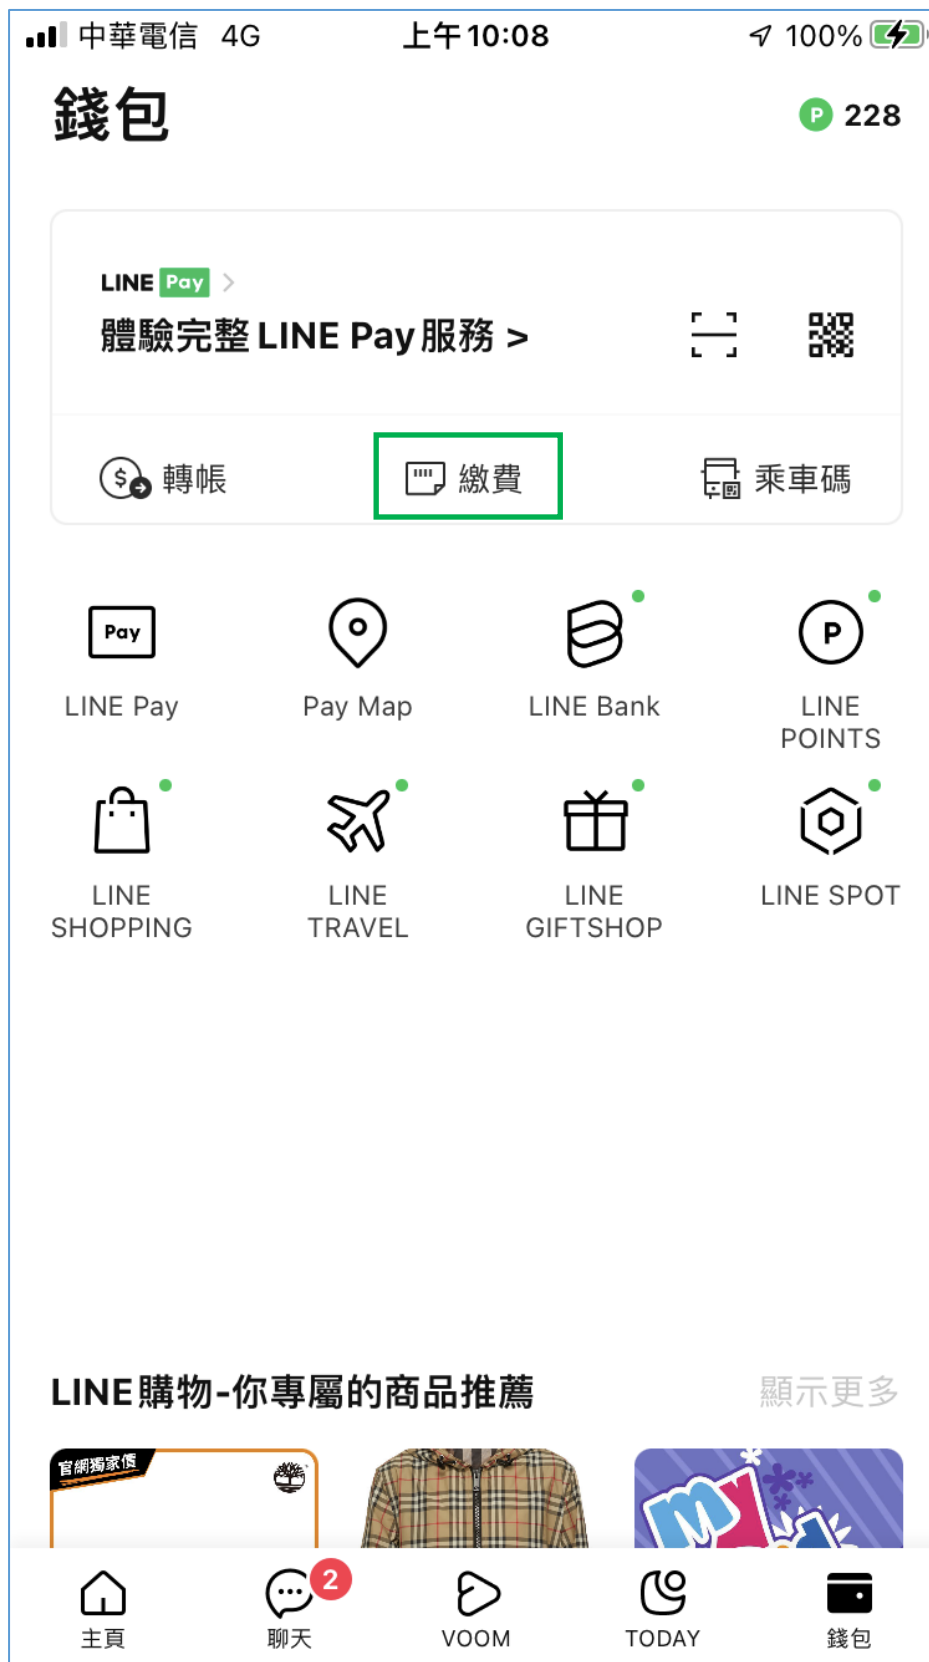 中華電信 4G 上午10:08 100%
錢包 P 228
LINE Pay >
體驗完整 LINE Pay 服務 >
$ 轉帳 繳費 乘車碼
Pay P
LINE Pay Pay Map LINE Bank LINE POINTS
LINE SHOPPING LINE TRAVEL LINE GIFTSHOP LINE SPOT
LINE購物-你專屬的商品推薦 顯示更多
官網獨家價
my
2
主頁 聊天 VOOM TODAY 錢包